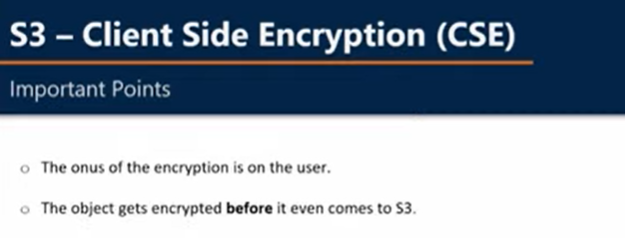 S3 – Client Side Encryption (CSE)
Important Points
o The onus of the encryption is on the user.
o The object gets encrypted before it even comes to S3.